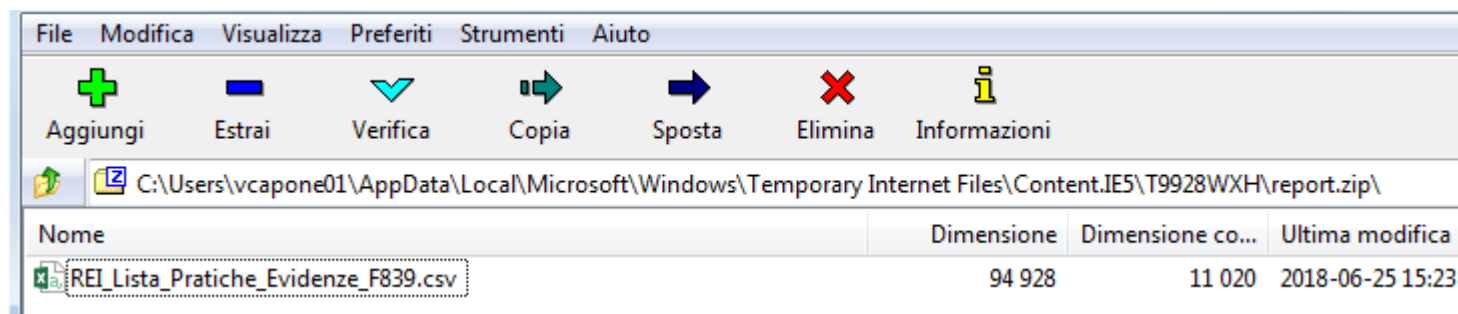 File Modifica Visualizza Preferiti Strumenti Aiuto
Aggiungi Estrai Verifica Copia Sposta Elimina Informazioni
C:\Users\vcapone01\AppData\Local\Microsoft\Windows\Temporary Internet Files\Content.IE5\T9928WXH\report.zip\
Nome Dimensione Dimensione co... Ultima modifica
REI_Lista_Pratiche_Evidenze_F839.csv 94 928 11 020 2018-06-25 15:23